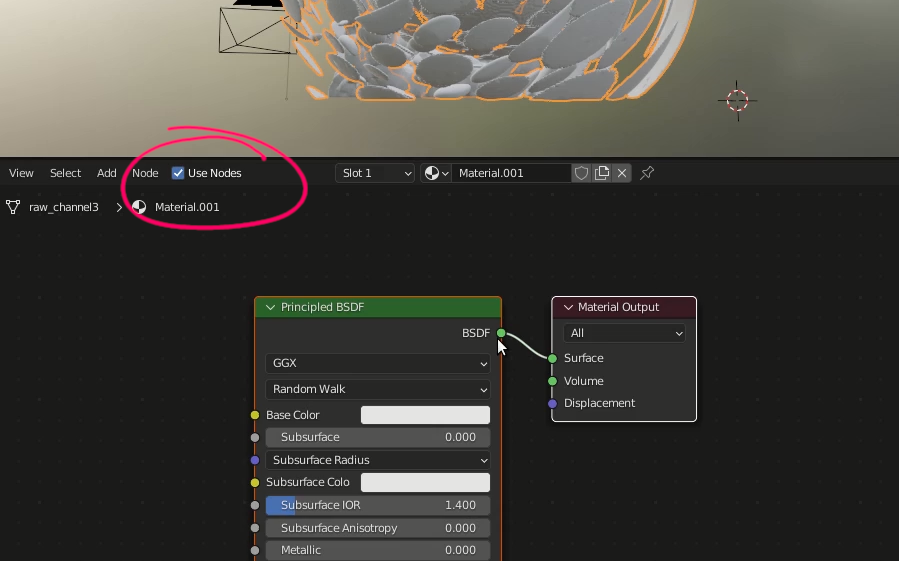 View Select Add Node Use Nodes Slot 1 Material.001
raw_channel3 > Material.001
Principled BSDF
BSDF
GGX
Random Walk
Base Color
Subsurface 0.000
Subsurface Radius
Subsurface Colo
Subsurface IOR 1.400
Subsurface Anisotropy 0.000
Metallic 0.000
Material Output
All
Surface
Volume
Displacement